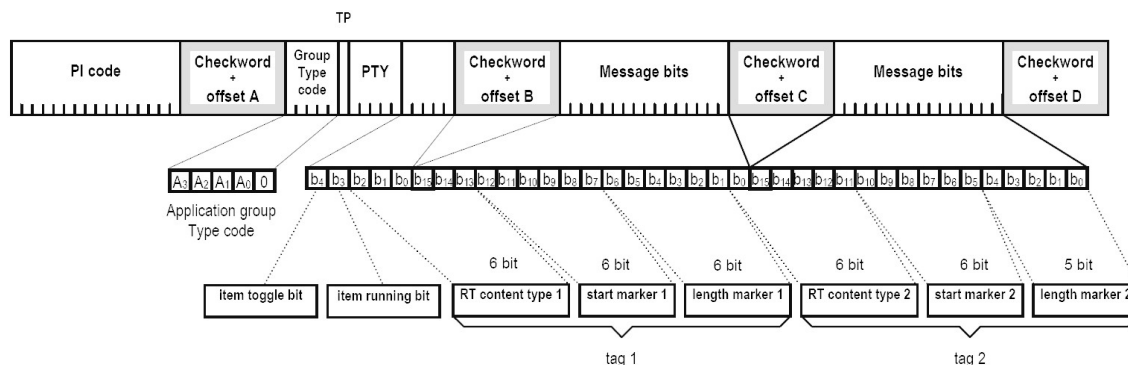 TP
PI code
Checkword
+
offset A
Group
Type
code
PTY
Checkword
+
offset B
Message bits
Checkword
+
offset C
Message bits
Checkword
+
offset D
A3 A2 A1 A0 0
b4 b3 b2 b1 b0 b15 b14 b13 b12 b11 b10 b9 b8 b7 b6 b5 b4 b3 b2 b1 b0 b15 b14 b13 b12 b11 b10 b9 b8 b7 b6 b5 b4 b3 b2 b1 b0
Application group
Type code
6 bit 6 bit 6 bit 6 bit 6 bit 5 bit
item toggle bit item running bit RT content type 1 start marker 1 length marker 1 RT content type 2 start marker 2 length marker 2
tag 1 tag 2